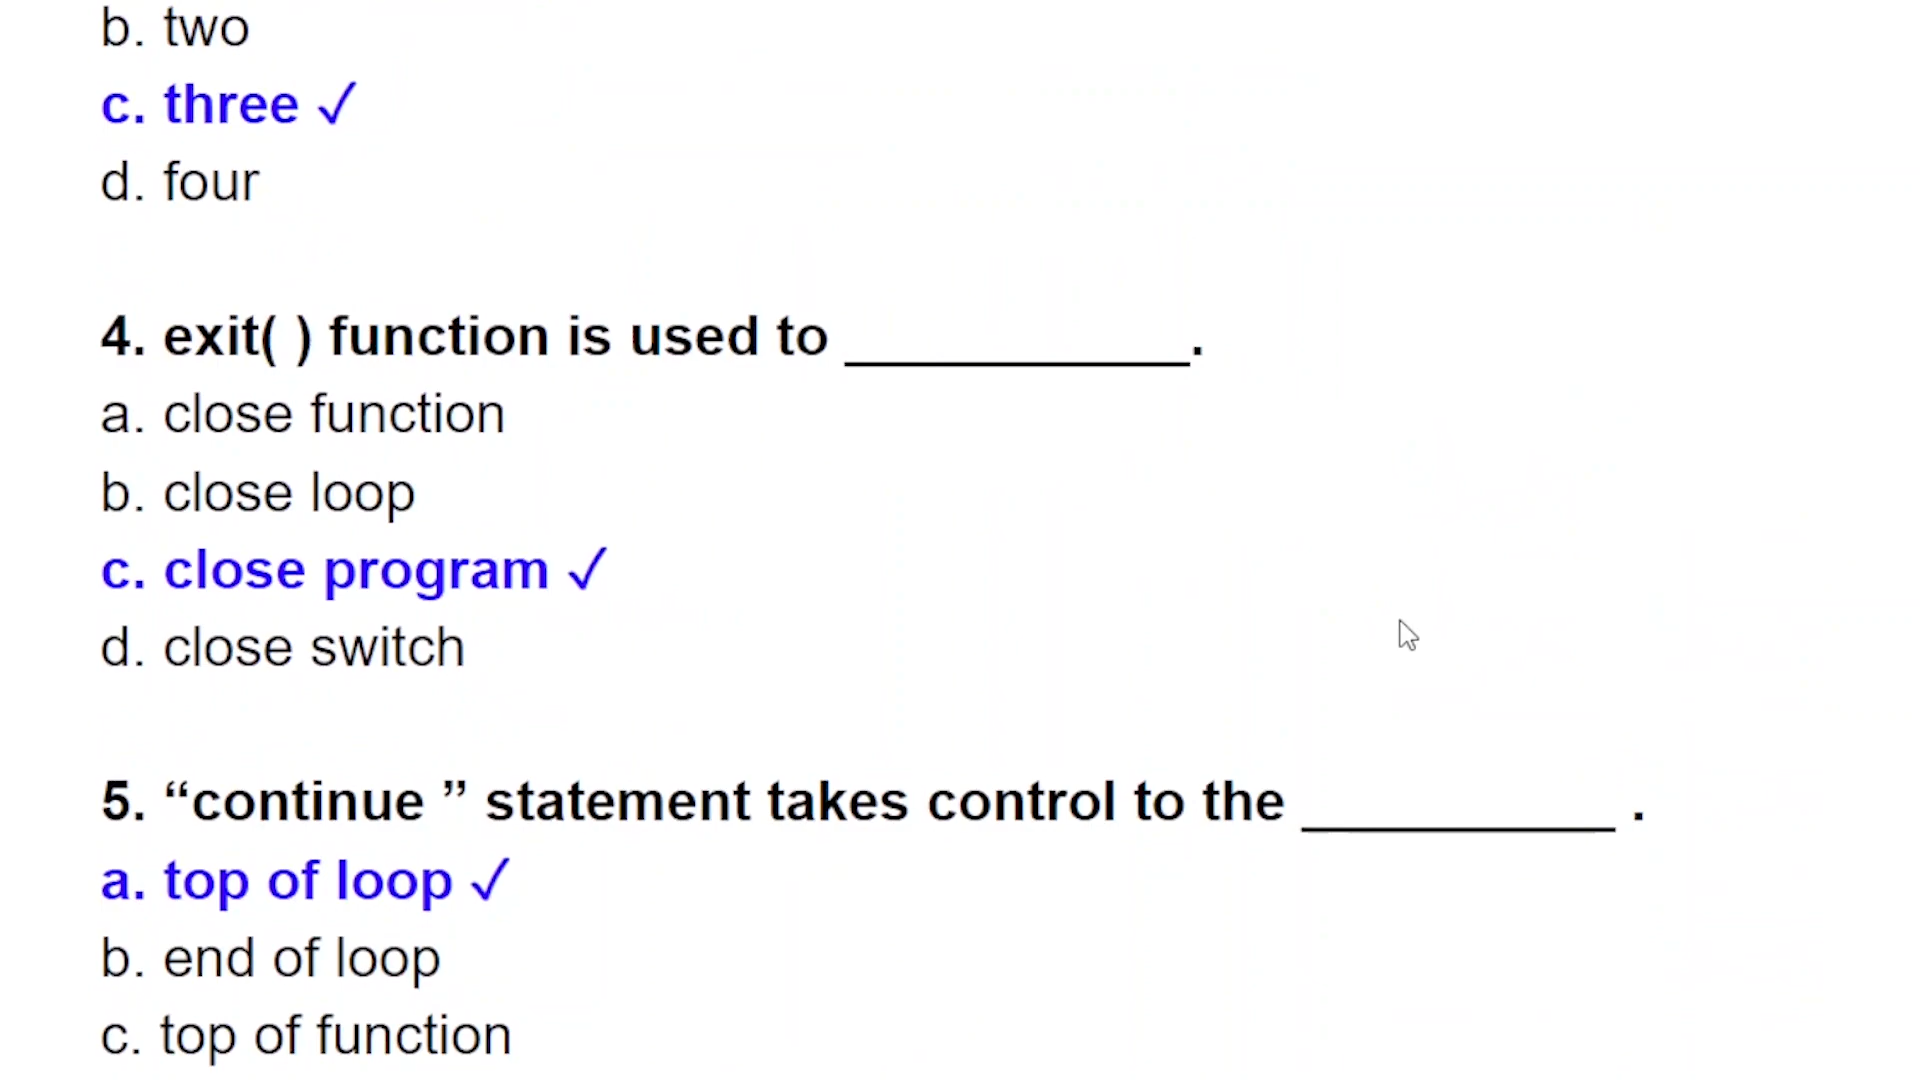 b. two
c. three ✓
d. four
4. exit( ) function is used to ___________.
a. close function
b. close loop
c. close program ✓
d. close switch
5. “continue ” statement takes control to the __________ .
a. top of loop ✓
b. end of loop
c. top of function